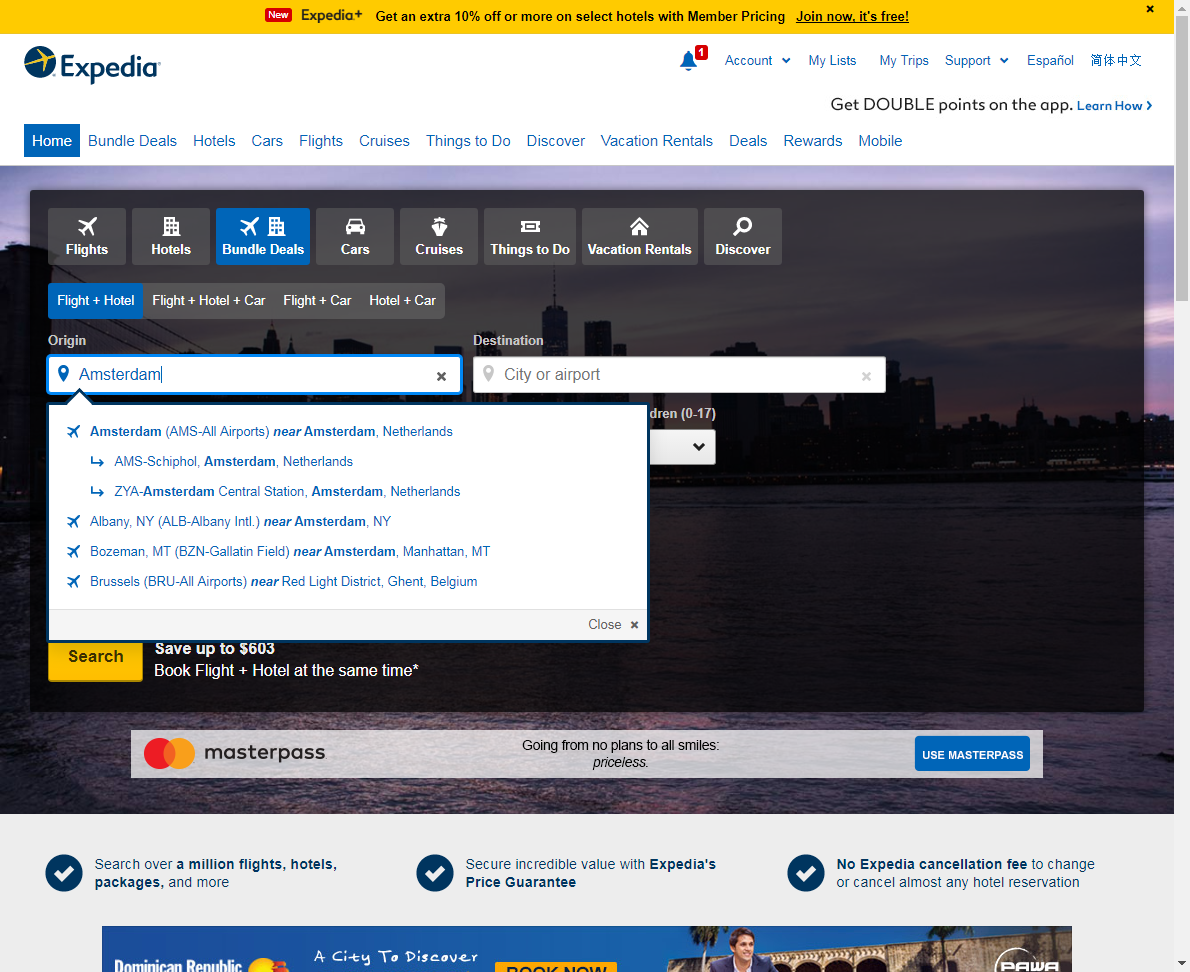 New Expedia+ Get an extra 10% off or more on select hotels with Member Pricing Join now, it's free!
Expedia
1
Account My Lists My Trips Support Español 简体中文
Get DOUBLE points on the app. Learn How
Home Bundle Deals Hotels Cars Flights Cruises Things to Do Discover Vacation Rentals Deals Rewards Mobile
Flights Hotels Bundle Deals Cars Cruises Things to Do Vacation Rentals Discover
Flight + Hotel Flight + Hotel + Car Flight + Car Hotel + Car
Origin Destination
Amsterdam City or airport
dren (0-17)
Amsterdam (AMS-All Airports) near Amsterdam, Netherlands
AMS-Schiphol, Amsterdam, Netherlands
ZYA-Amsterdam Central Station, Amsterdam, Netherlands
Albany, NY (ALB-Albany Intl.) near Amsterdam, NY
Bozeman, MT (BZN-Gallatin Field) near Amsterdam, Manhattan, MT
Brussels (BRU-All Airports) near Red Light District, Ghent, Belgium
Close
Search Save up to $603
Book Flight + Hotel at the same time*
masterpass Going from no plans to all smiles:
priceless.
USE MASTERPASS
Search over a million flights, hotels,
packages, and more
Secure incredible value with Expedia's
Price Guarantee
No Expedia cancellation fee to change
or cancel almost any hotel reservation
Dominican Republic A City To Discover
BOOK NOW
PAWA